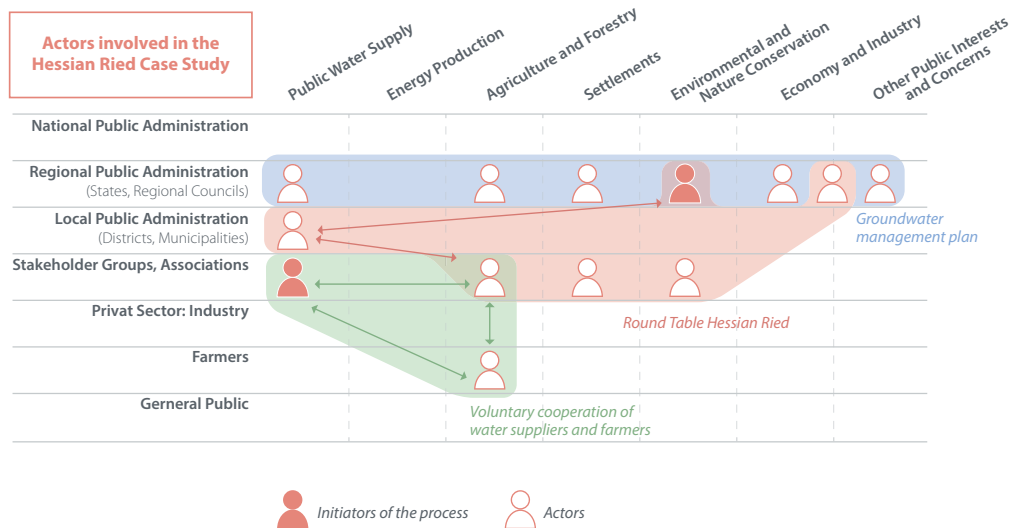 Actors involved in the
Hessian Ried Case Study
Public Water Supply
Energy Production
Agriculture and Forestry
Settlements
Environmental and
Nature Conservation
Economy and Industry
Other Public Interests
and Concerns
National Public Administration
Regional Public Administration
(States, Regional Councils)
Local Public Administration
(Districts, Municipalities)
Groundwater
management plan
Stakeholder Groups, Associations
Privat Sector: Industry
Round Table Hessian Ried
Farmers
Gerneral Public
Voluntary cooperation of
water suppliers and farmers
Initiators of the process
Actors